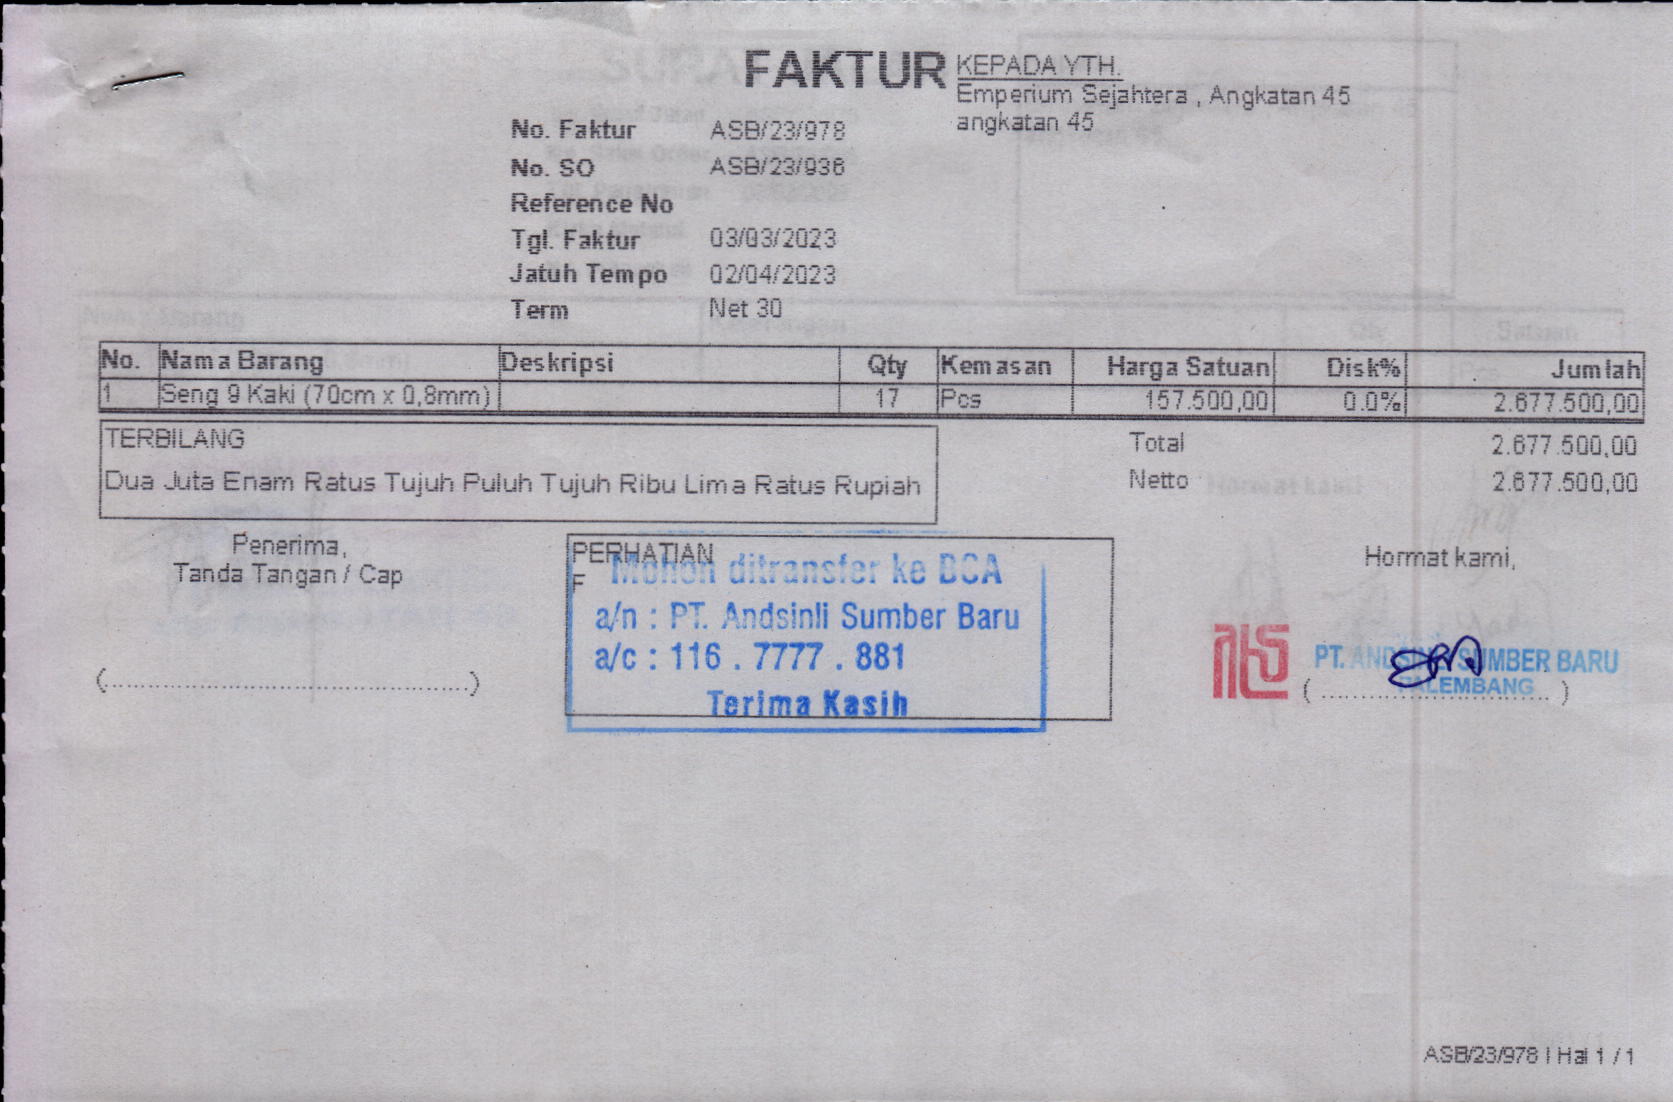 FAKTUR
KEPADA YTH.
Emperium Sejahtera , Angkatan 45
angkatan 45
No. Faktur ASB/23/978
No. SO ASB/23/936
Reference No
Tgl. Faktur 03/03/2023
Jatuh Tempo 02/04/2023
Term Net 30
No. Nama Barang Deskripsi Qty Kemasan Harga Satuan Disk% Jumlah
1 Seng 9 Kaki (70cm x 0,8mm) 17 Pcs 157.500,00 0.0% 2.677.500,00
TERBILANG
Dua Juta Enam Ratus Tujuh Puluh Tujuh Ribu Lima Ratus Rupiah
Total 2.677.500,00
Netto 2.677.500,00
Penerima,
Tanda Tangan / Cap
(................................................)
PERHATIAN
F
Mohon ditransfer ke BCA
a/n : PT. Andsinli Sumber Baru
a/c : 116 . 7777 . 881
Terima Kasih
Hormat kami,
PT. ANDSINLI SUMBER BARU
PALEMBANG
(..............................)
ASB/23/978 | Hal 1 / 1